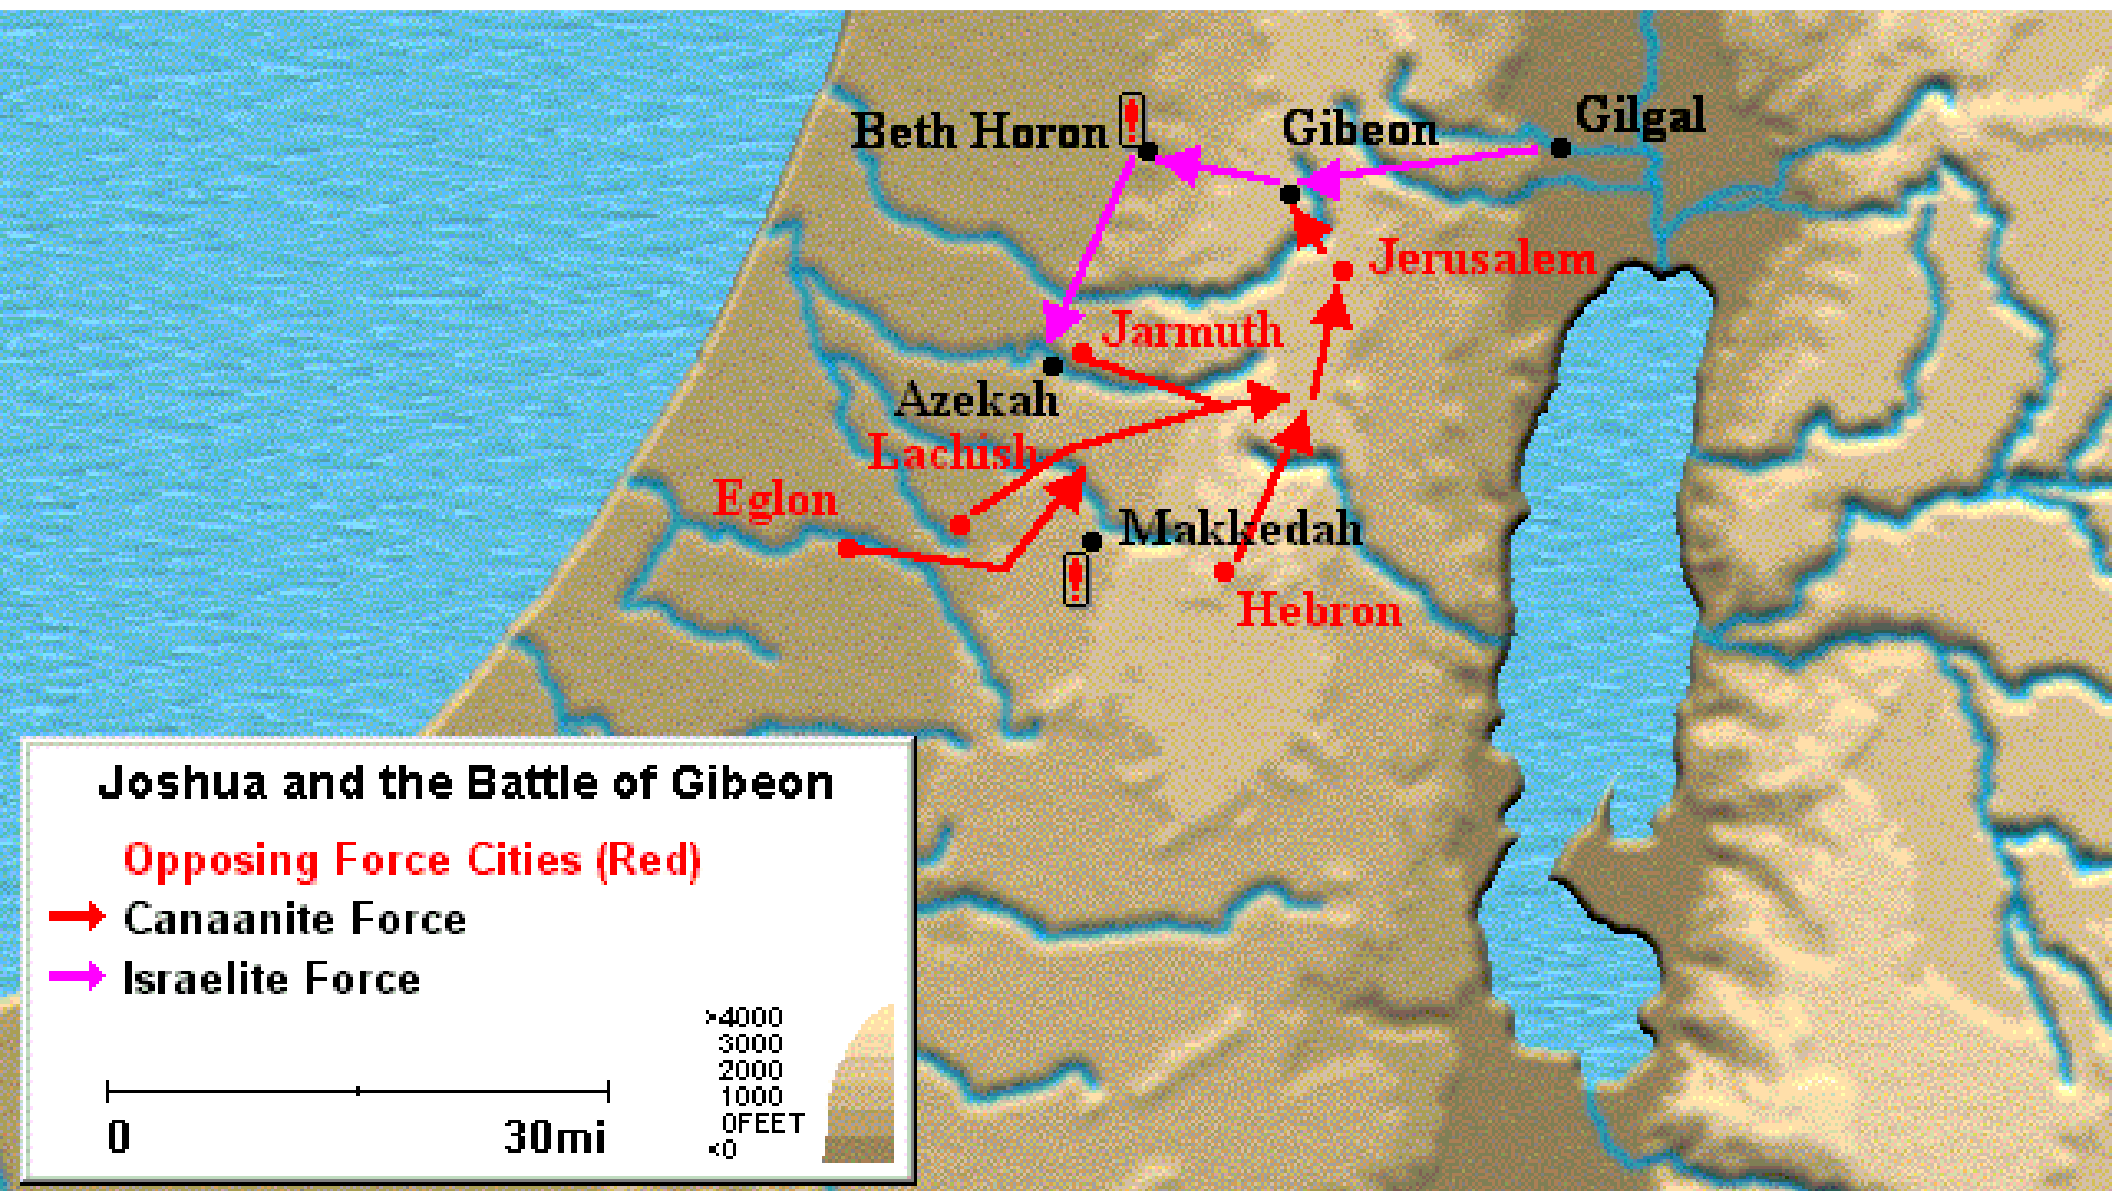 Beth Horon
Gibeon
Gilgal
Jerusalem
Jarmuth
Azekah
Lachish
Eglon
Makkedah
Hebron
Joshua and the Battle of Gibeon
Opposing Force Cities (Red)
Canaanite Force
Israelite Force
>4000
3000
2000
1000
0FEET
<0
0 30mi